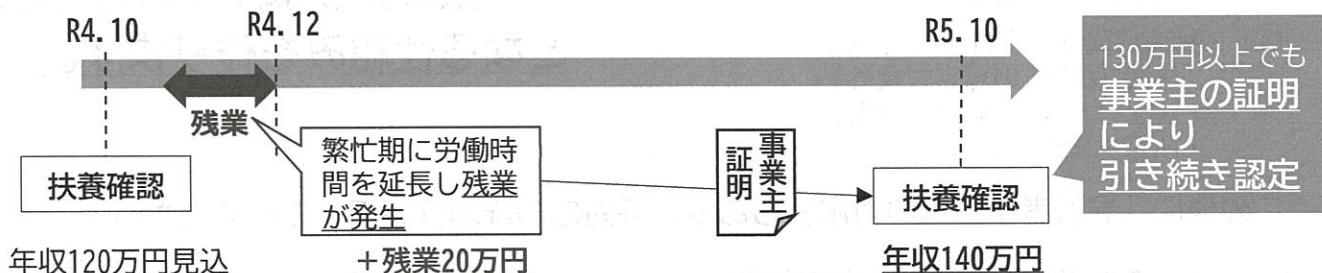 R4.10
R4.12
R5.10
残業
扶養確認
年収120万円見込
繁忙期に労働時
間を延長し残業
が発生
＋残業20万円
事業主
証明
扶養確認
年収140万円
130万円以上でも
事業主の証明
により
引き続き認定